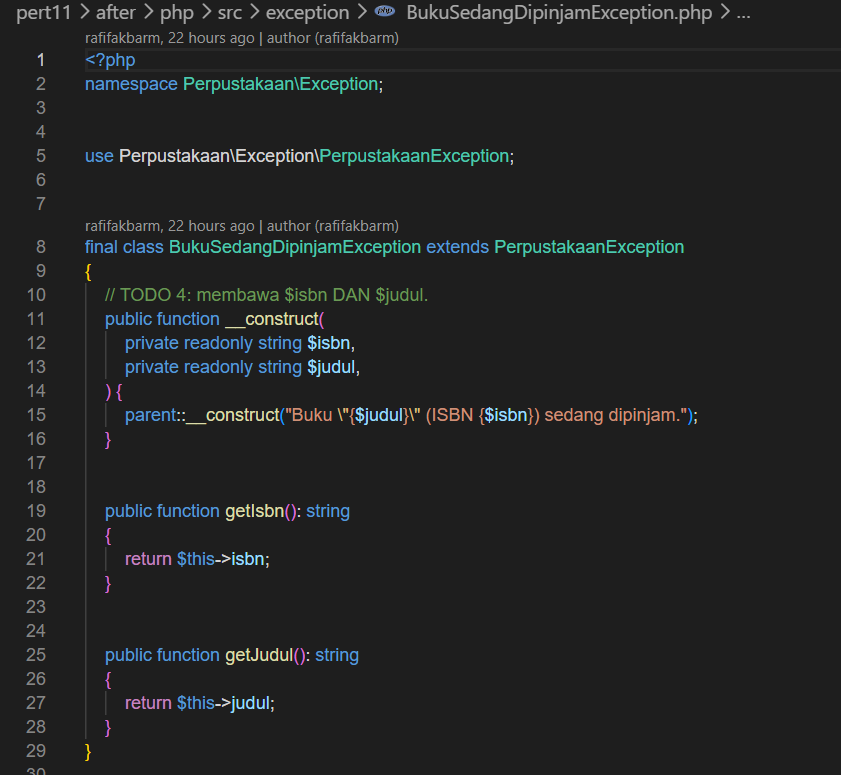 pert11 > after > php > src > exception > php BukuSedangDipinjamException.php > ...
rafifakbarm, 22 hours ago | author (rafifakbarm)
1 <?php
2 namespace Perpustakaan\Exception;
3
4
5 use Perpustakaan\Exception\PerpustakaanException;
6
7
rafifakbarm, 22 hours ago | author (rafifakbarm)
8 final class BukuSedangDipinjamException extends PerpustakaanException
9 {
10 // TODO 4: membawa $isbn DAN $judul.
11 public function __construct(
12 private readonly string $isbn,
13 private readonly string $judul,
14 ) {
15 parent::__construct("Buku \"{$judul}\" (ISBN {$isbn}) sedang dipinjam.");
16 }
17
18
19 public function getIsbn(): string
20 {
21 return $this->isbn;
22 }
23
24
25 public function getJudul(): string
26 {
27 return $this->judul;
28 }
29 }
30